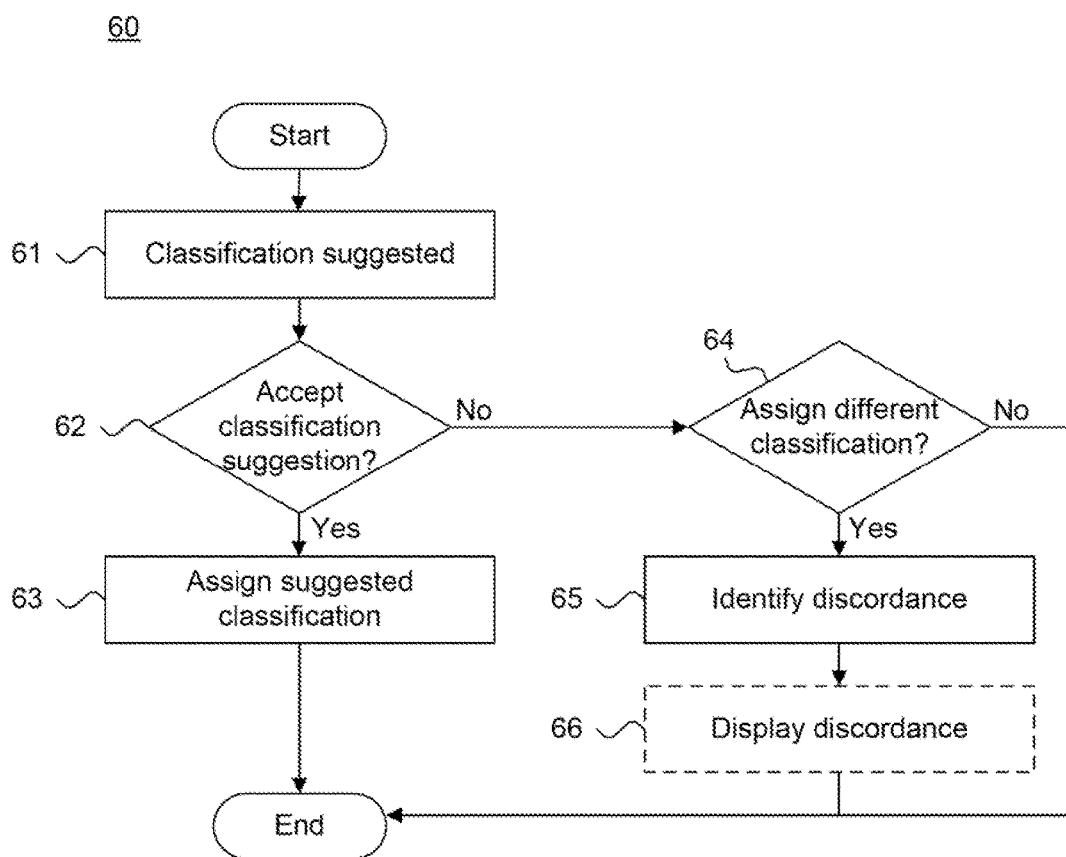 60
Start
61
Classification suggested
62
Accept
classification
suggestion?
No
64
Assign different
classification?
No
Yes
Yes
63
Assign suggested
classification
65
Identify discordance
66
Display discordance
End